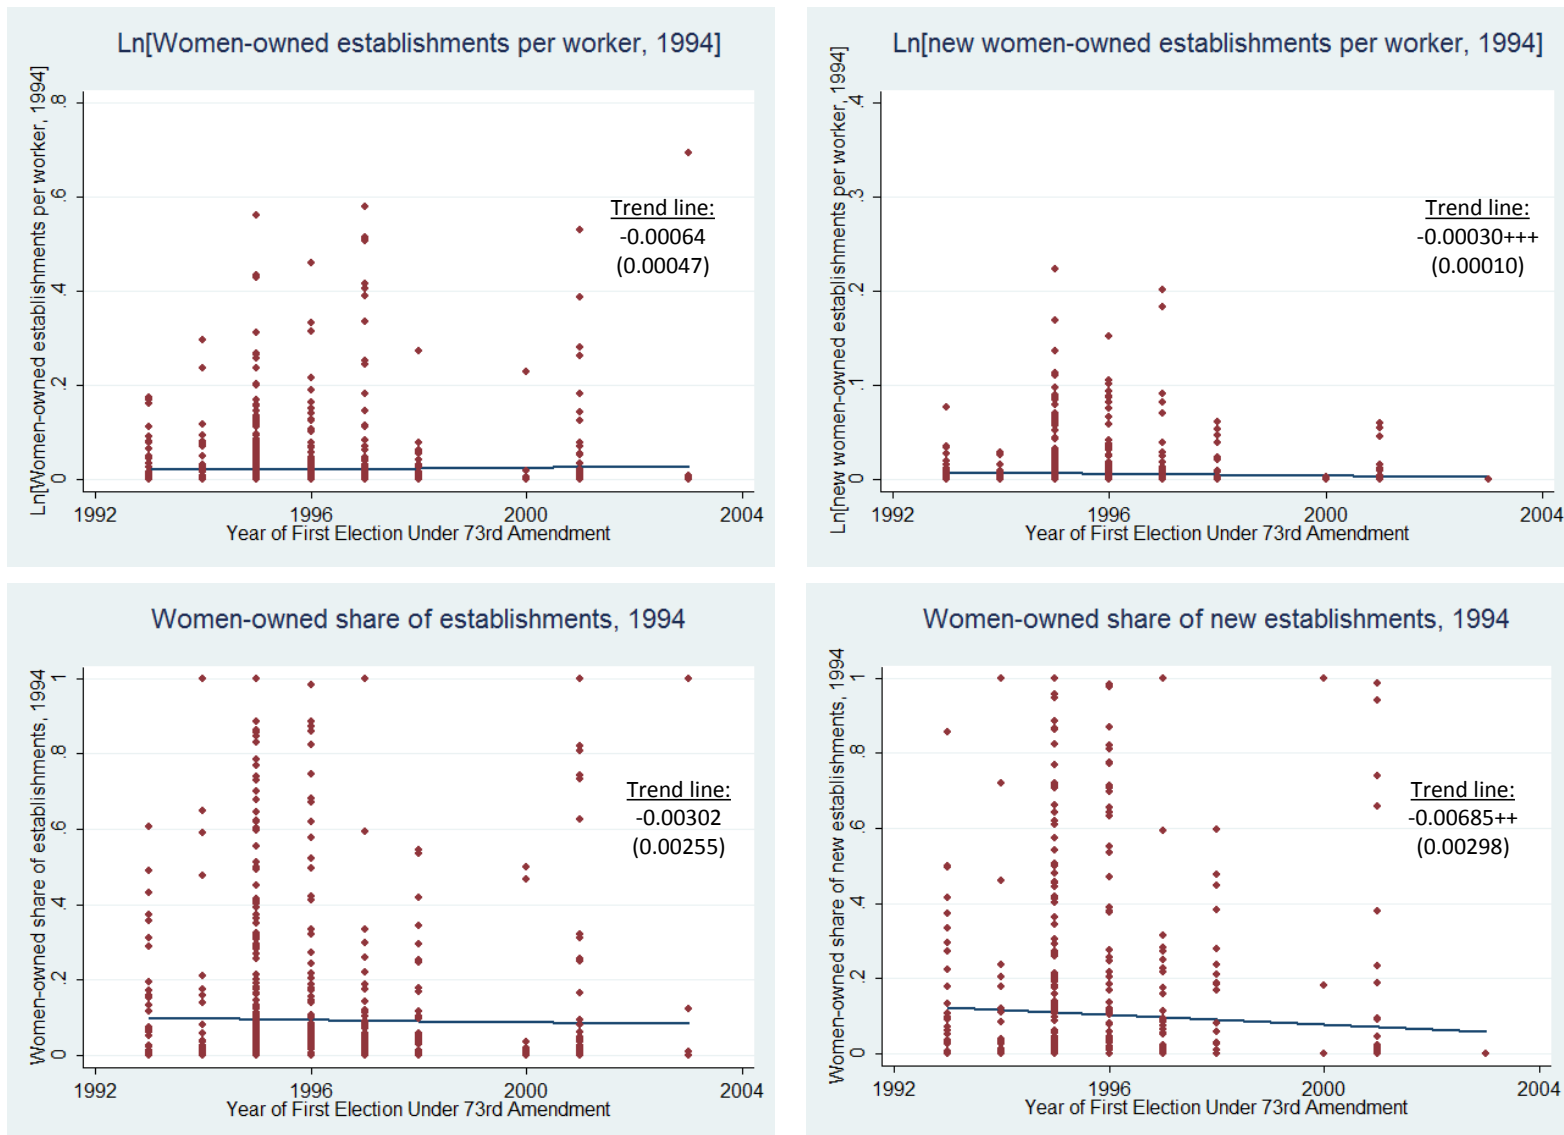 Ln[Women-owned establishments per worker, 1994]
Ln[Women-owned establishments per worker, 1994]
.8
.6
.4
.2
0
Trend line:
-0.00064
(0.00047)
1992
1996
2000
2004
Year of First Election Under 73rd Amendment
Ln[new women-owned establishments per worker, 1994]
Ln[new women-owned establishments per worker, 1994]
.4
.3
.2
.1
0
Trend line:
-0.00030+++
(0.00010)
1992
1996
2000
2004
Year of First Election Under 73rd Amendment
Women-owned share of establishments, 1994
Women-owned share of establishments, 1994
1
.8
.6
.4
.2
0
Trend line:
-0.00302
(0.00255)
1992
1996
2000
2004
Year of First Election Under 73rd Amendment
Women-owned share of new establishments, 1994
Women-owned share of new establishments, 1994
1
.8
.6
.4
.2
0
Trend line:
-0.00685++
(0.00298)
1992
1996
2000
2004
Year of First Election Under 73rd Amendment